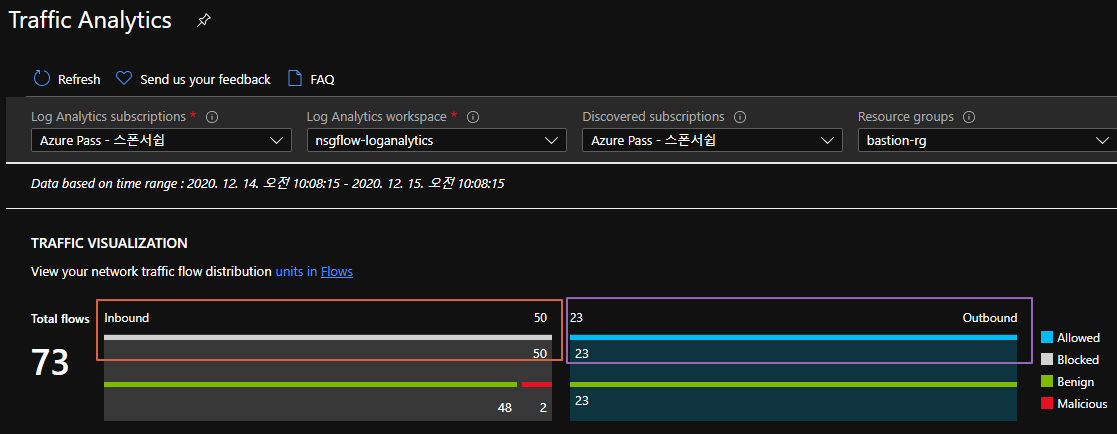 Traffic Analytics
Refresh Send us your feedback FAQ
Log Analytics subscriptions * Log Analytics workspace * Discovered subscriptions Resource groups
Azure Pass - 스폰서쉽 nsgflow-loganalytics Azure Pass - 스폰서쉽 bastion-rg
Data based on time range : 2020. 12. 14. 오전 10:08:15 - 2020. 12. 15. 오전 10:08:15
TRAFFIC VISUALIZATION
View your network traffic flow distribution units in Flows
Total flows Inbound 50 23 Outbound
73 50 23
48 2 23
Allowed
Blocked
Benign
Malicious